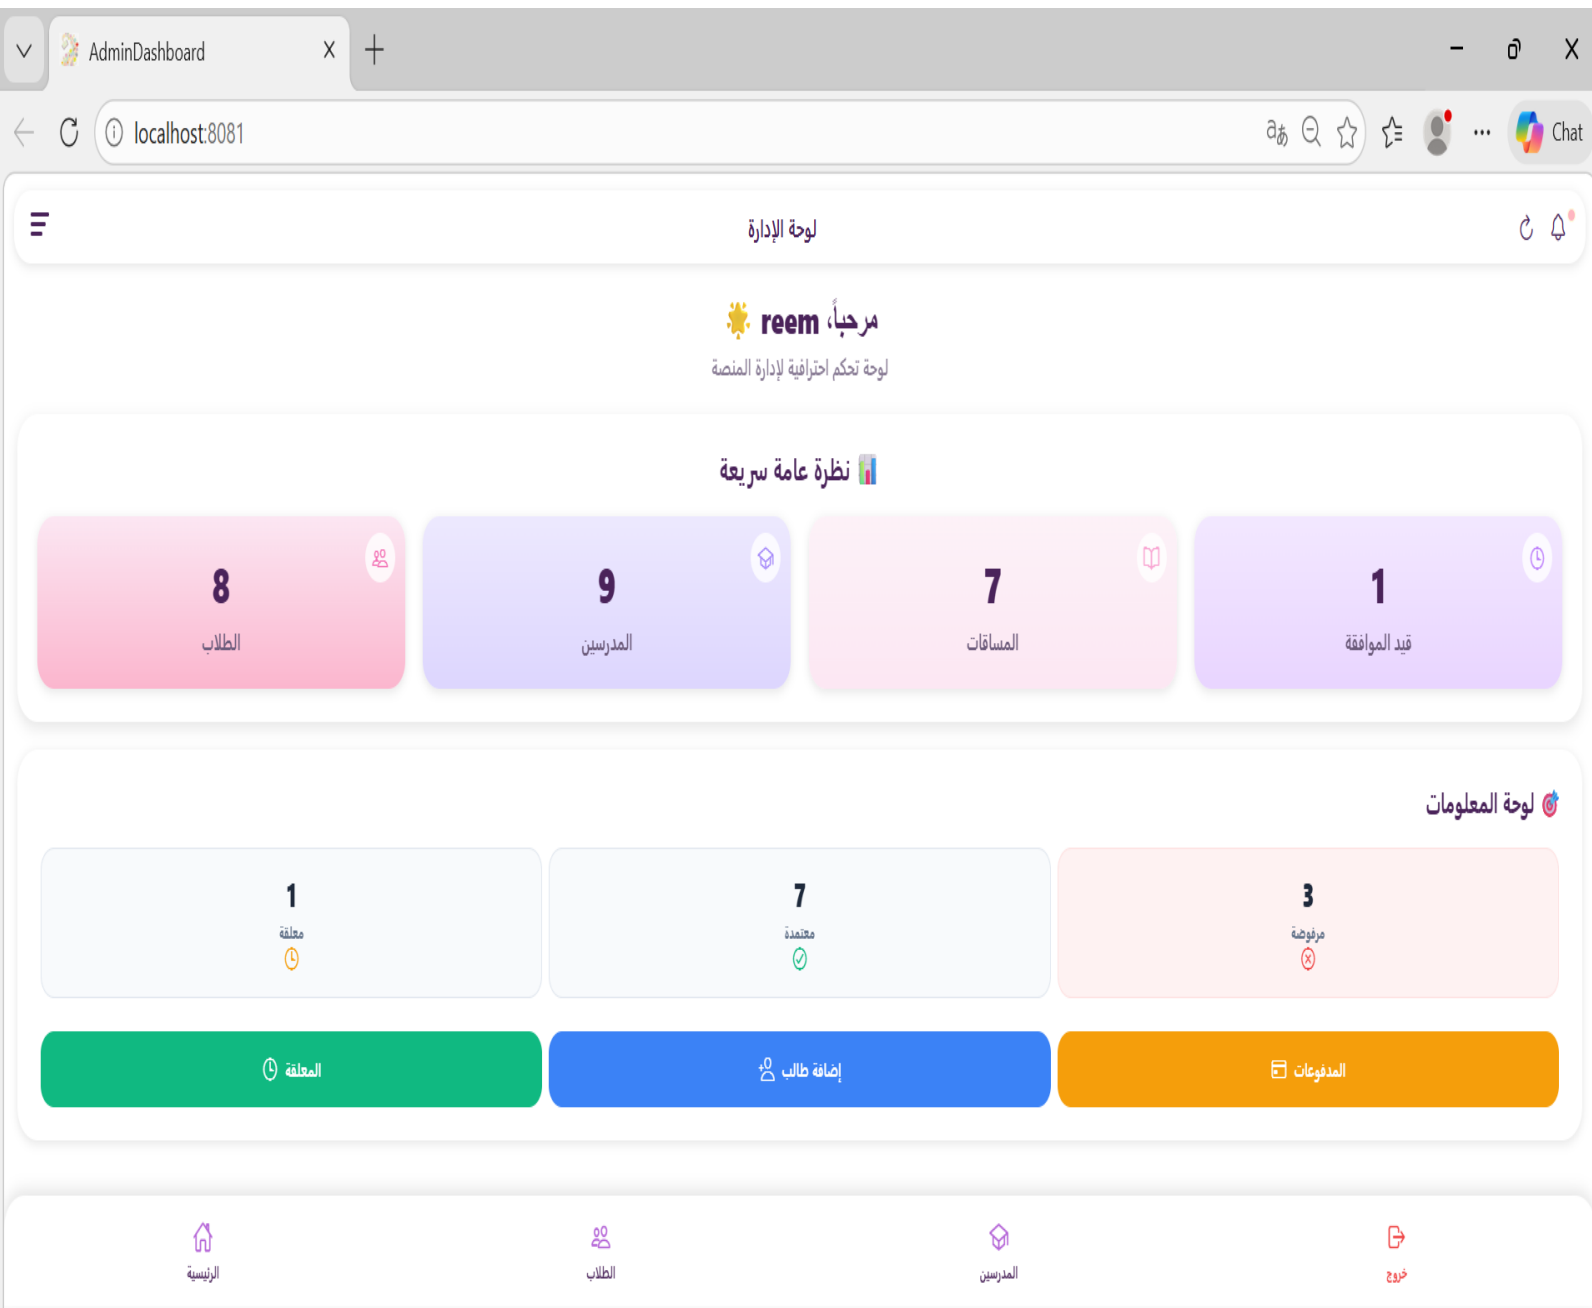 AdminDashboard
localhost:8081
Chat
لوحة الإدارة
مرحباً، reem 🌟
لوحة تحكم احترافية لإدارة المنصة
📊 نظرة عامة سريعة
1
قيد الموافقة
7
المساقات
9
المدرسين
8
الطلاب
🎯 لوحة المعلومات
3
مرفوضة
7
معتمدة
1
معلقة
المدفوعات
إضافة طالب
المعلقة
خروج
المدرسين
الطلاب
الرئيسية